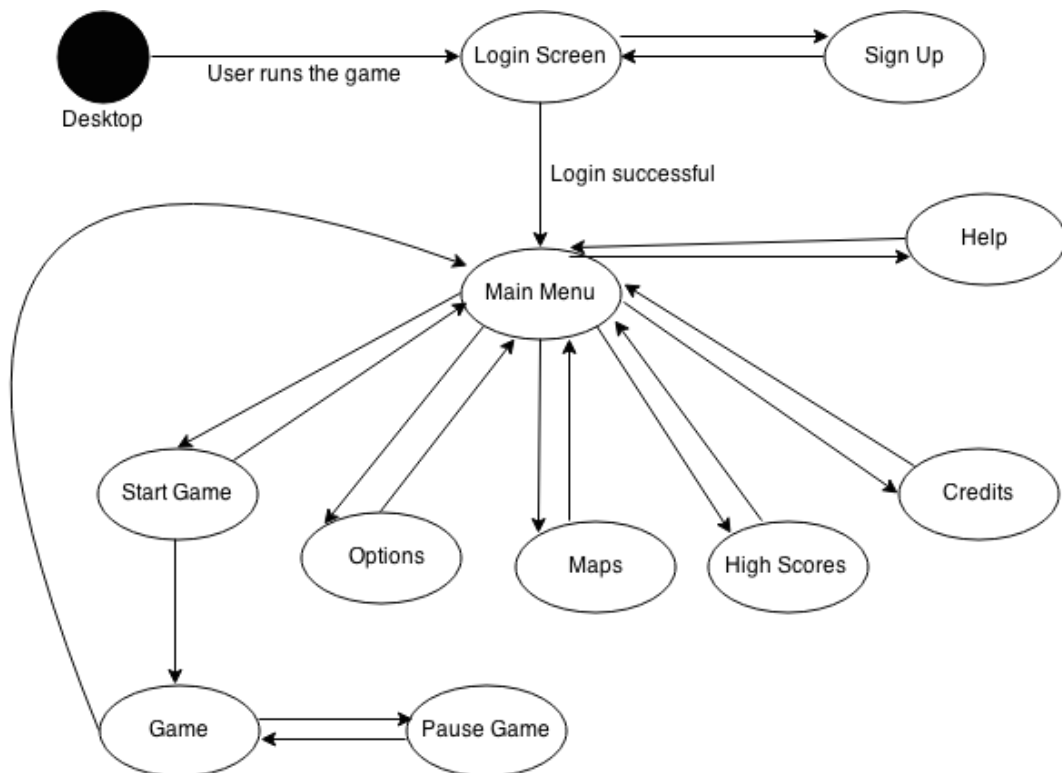 Login Screen
Sign Up
User runs the game
Desktop
Login successful
Help
Main Menu
Start Game
Credits
Options
Maps
High Scores
Game
Pause Game